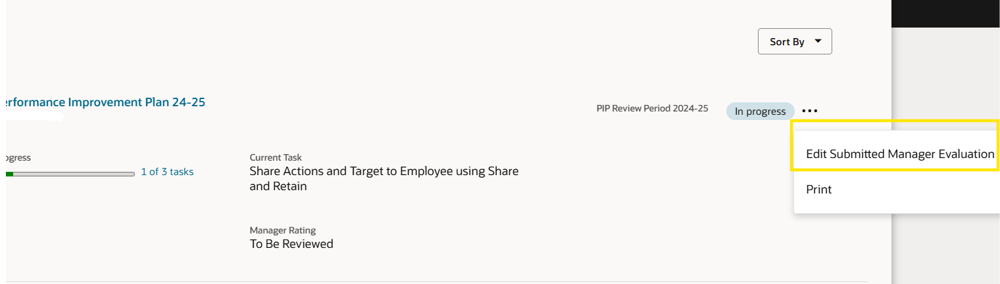 Sort By
erformance Improvement Plan 24-25
PIP Review Period 2024-25
In progress
Edit Submitted Manager Evaluation
Print
ogress
1 of 3 tasks
Current Task
Share Actions and Target to Employee using Share
and Retain
Manager Rating
To Be Reviewed